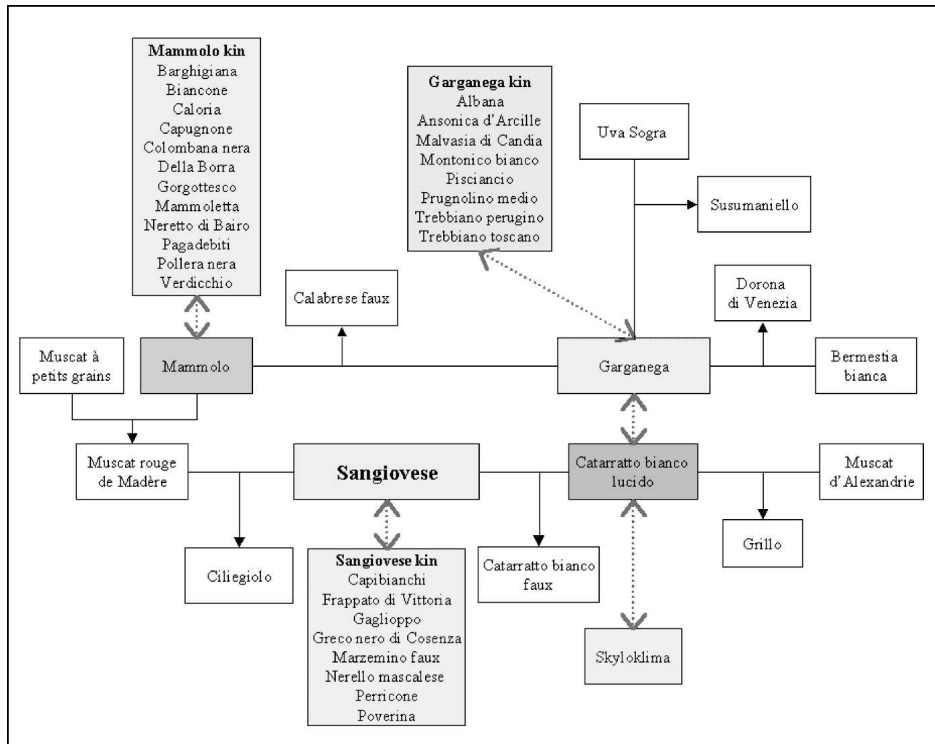 Mammolo kin
Barghigiana
Biancone
Caloria
Capugnone
Colombana nera
Della Borra
Gorgottesco
Mammoletta
Neretto di Bairo
Pagadebiti
Pollera nera
Verdicchio
Garganega kin
Albana
Ansonica d'Arcille
Malvasia di Candia
Montonico bianco
Pisciancio
Prugnolino medio
Trebbiano perugino
Trebbiano toscano
Uva Sogra
Susumaniello
Calabrese faux
Dorona
di Venezia
Muscat à
petits grains
Mammolo
Garganega
Bermestia
bianca
Muscat rouge
de Madère
Sangiovese
Catarratto bianco
lucido
Muscat
d'Alexandrie
Ciliegiolo
Sangiovese kin
Capibianchi
Frappato di Vittoria
Gaglioppo
Greco nero di Cosenza
Marzemino faux
Nerello mascalese
Perricone
Poverina
Catarratto bianco
faux
Grillo
Skyloklima